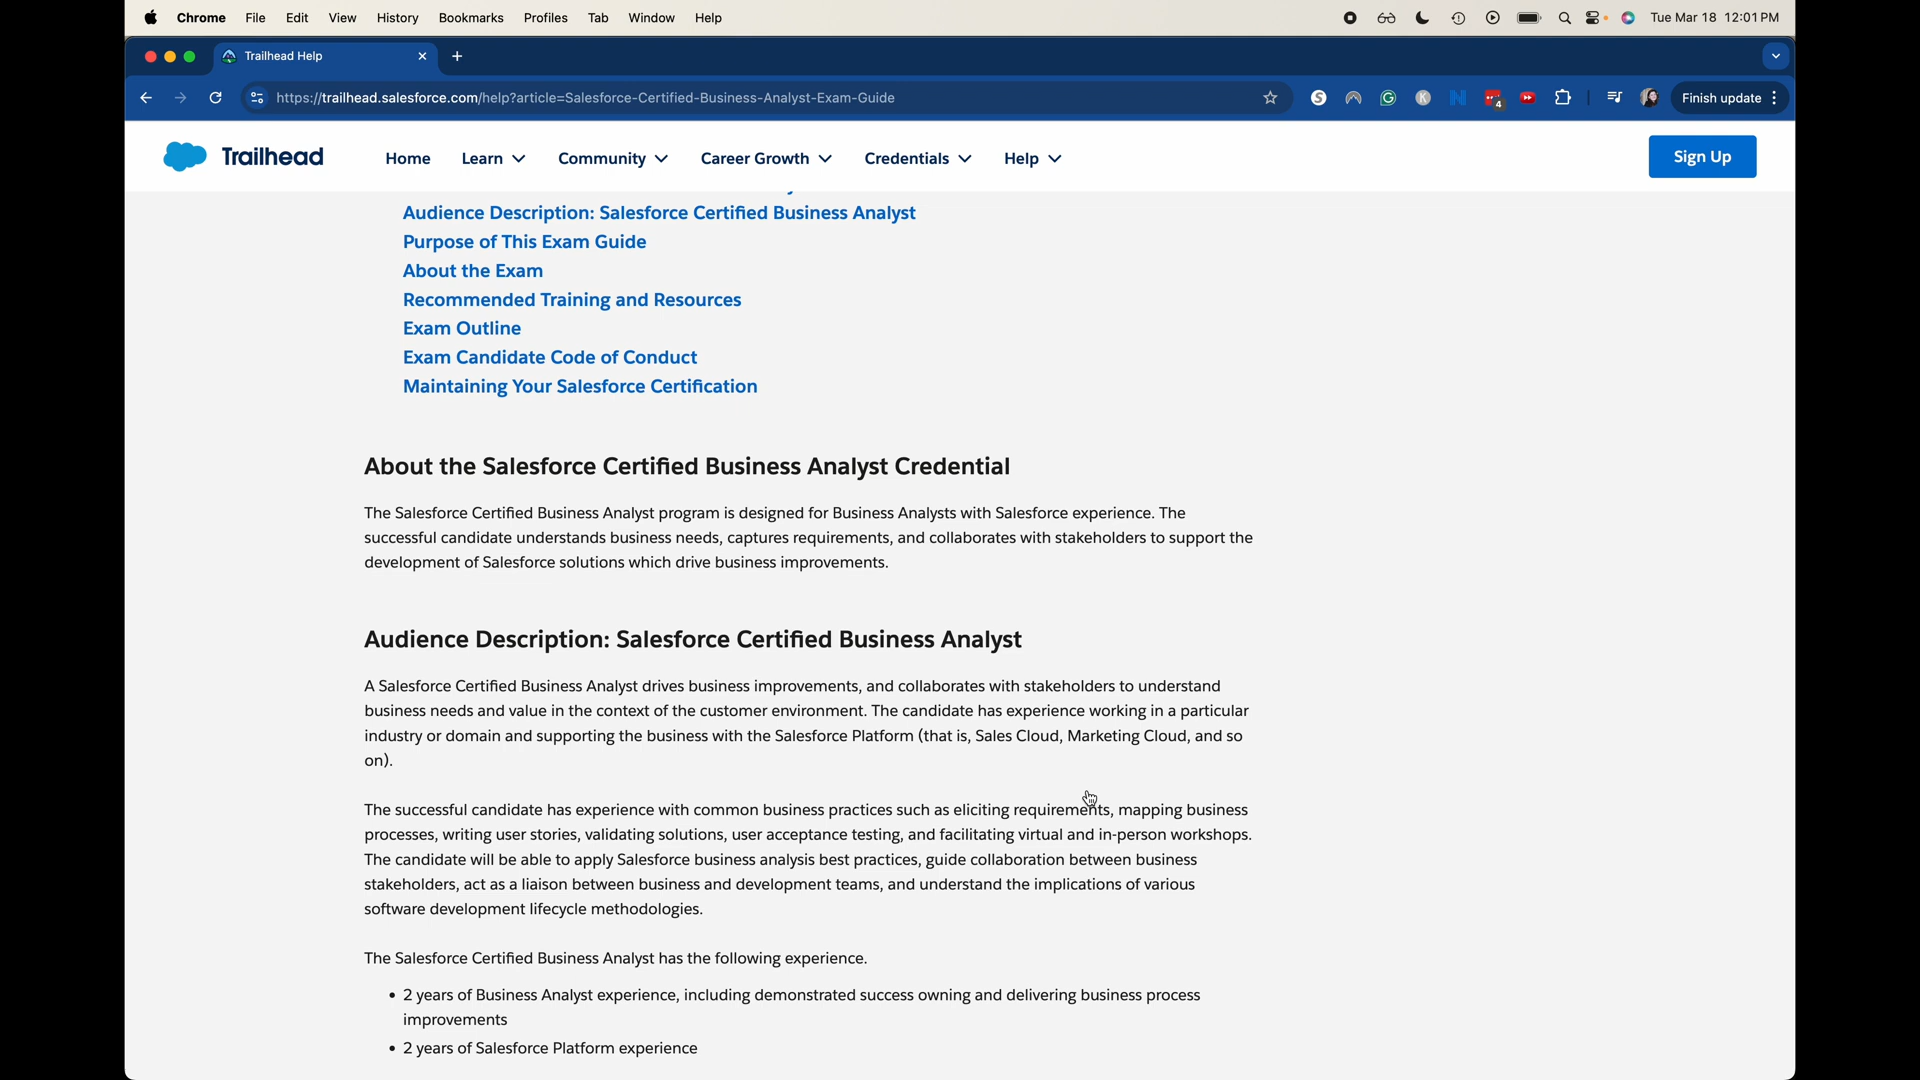 Chrome File Edit View History Bookmarks Profiles Tab Window Help Tue Mar 18 12:01 PM
Trailhead Help
https://trailhead.salesforce.com/help?article=Salesforce-Certified-Business-Analyst-Exam-Guide
4
Finish update
Trailhead Home Learn Community Career Growth Credentials Help Sign Up
Audience Description: Salesforce Certified Business Analyst
Purpose of This Exam Guide
About the Exam
Recommended Training and Resources
Exam Outline
Exam Candidate Code of Conduct
Maintaining Your Salesforce Certification
About the Salesforce Certified Business Analyst Credential
The Salesforce Certified Business Analyst program is designed for Business Analysts with Salesforce experience. The
successful candidate understands business needs, captures requirements, and collaborates with stakeholders to support the
development of Salesforce solutions which drive business improvements.
Audience Description: Salesforce Certified Business Analyst
A Salesforce Certified Business Analyst drives business improvements, and collaborates with stakeholders to understand
business needs and value in the context of the customer environment. The candidate has experience working in a particular
industry or domain and supporting the business with the Salesforce Platform (that is, Sales Cloud, Marketing Cloud, and so
on).
The successful candidate has experience with common business practices such as eliciting requirements, mapping business
processes, writing user stories, validating solutions, user acceptance testing, and facilitating virtual and in-person workshops.
The candidate will be able to apply Salesforce business analysis best practices, guide collaboration between business
stakeholders, act as a liaison between business and development teams, and understand the implications of various
software development lifecycle methodologies.
The Salesforce Certified Business Analyst has the following experience.
• 2 years of Business Analyst experience, including demonstrated success owning and delivering business process
improvements
• 2 years of Salesforce Platform experience